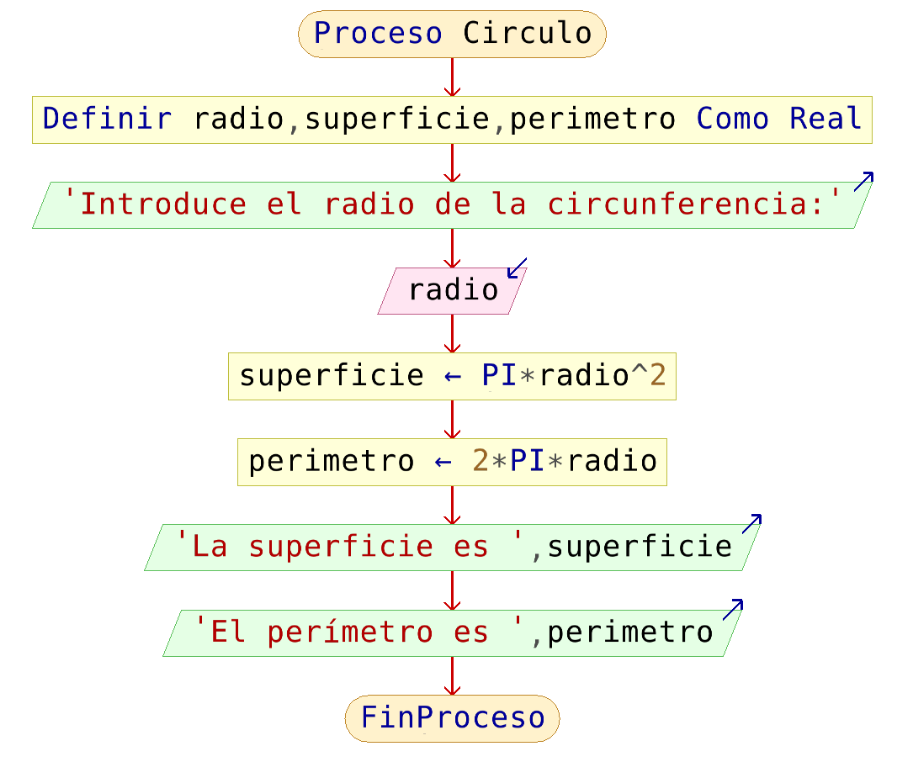 Proceso Circulo
Definir radio,superficie,perimetro Como Real
'Introduce el radio de la circunferencia:'
radio
superficie ← PI*radio^2
perimetro ← 2*PI*radio
'La superficie es ',superficie
'El perímetro es ',perimetro
FinProceso